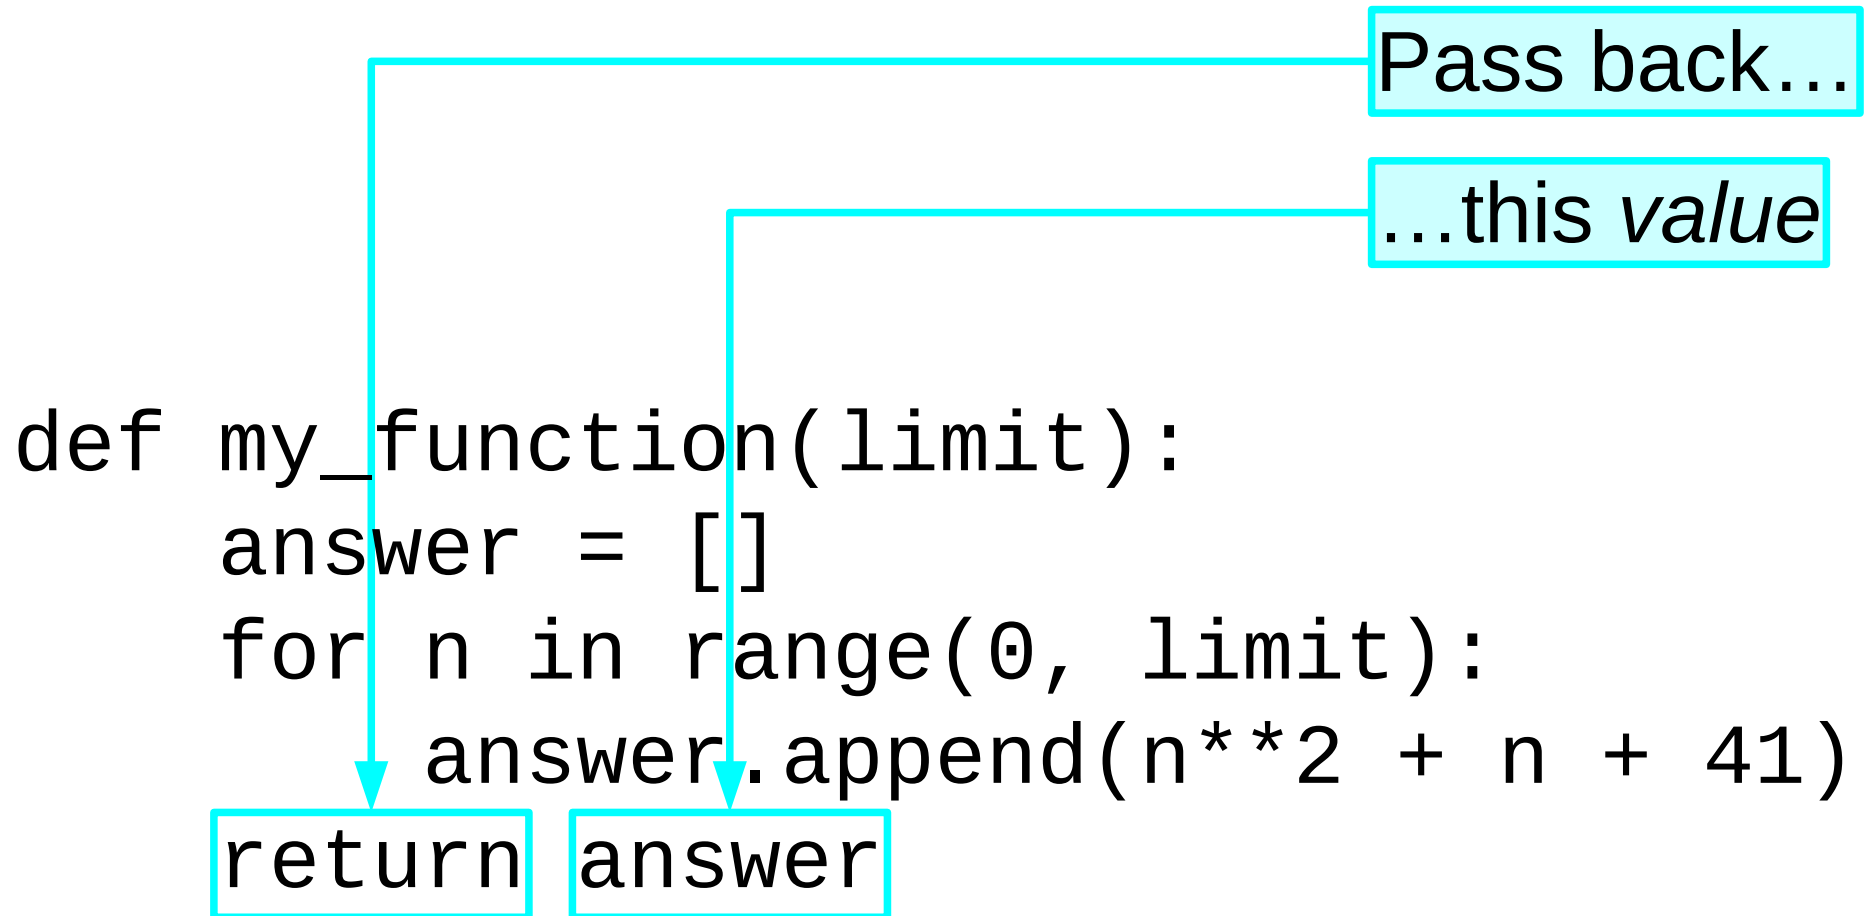 Pass back…
…this value
def my_function(limit):
    answer = []
    for n in range(0, limit):
        answer.append(n**2 + n + 41)
    return answer